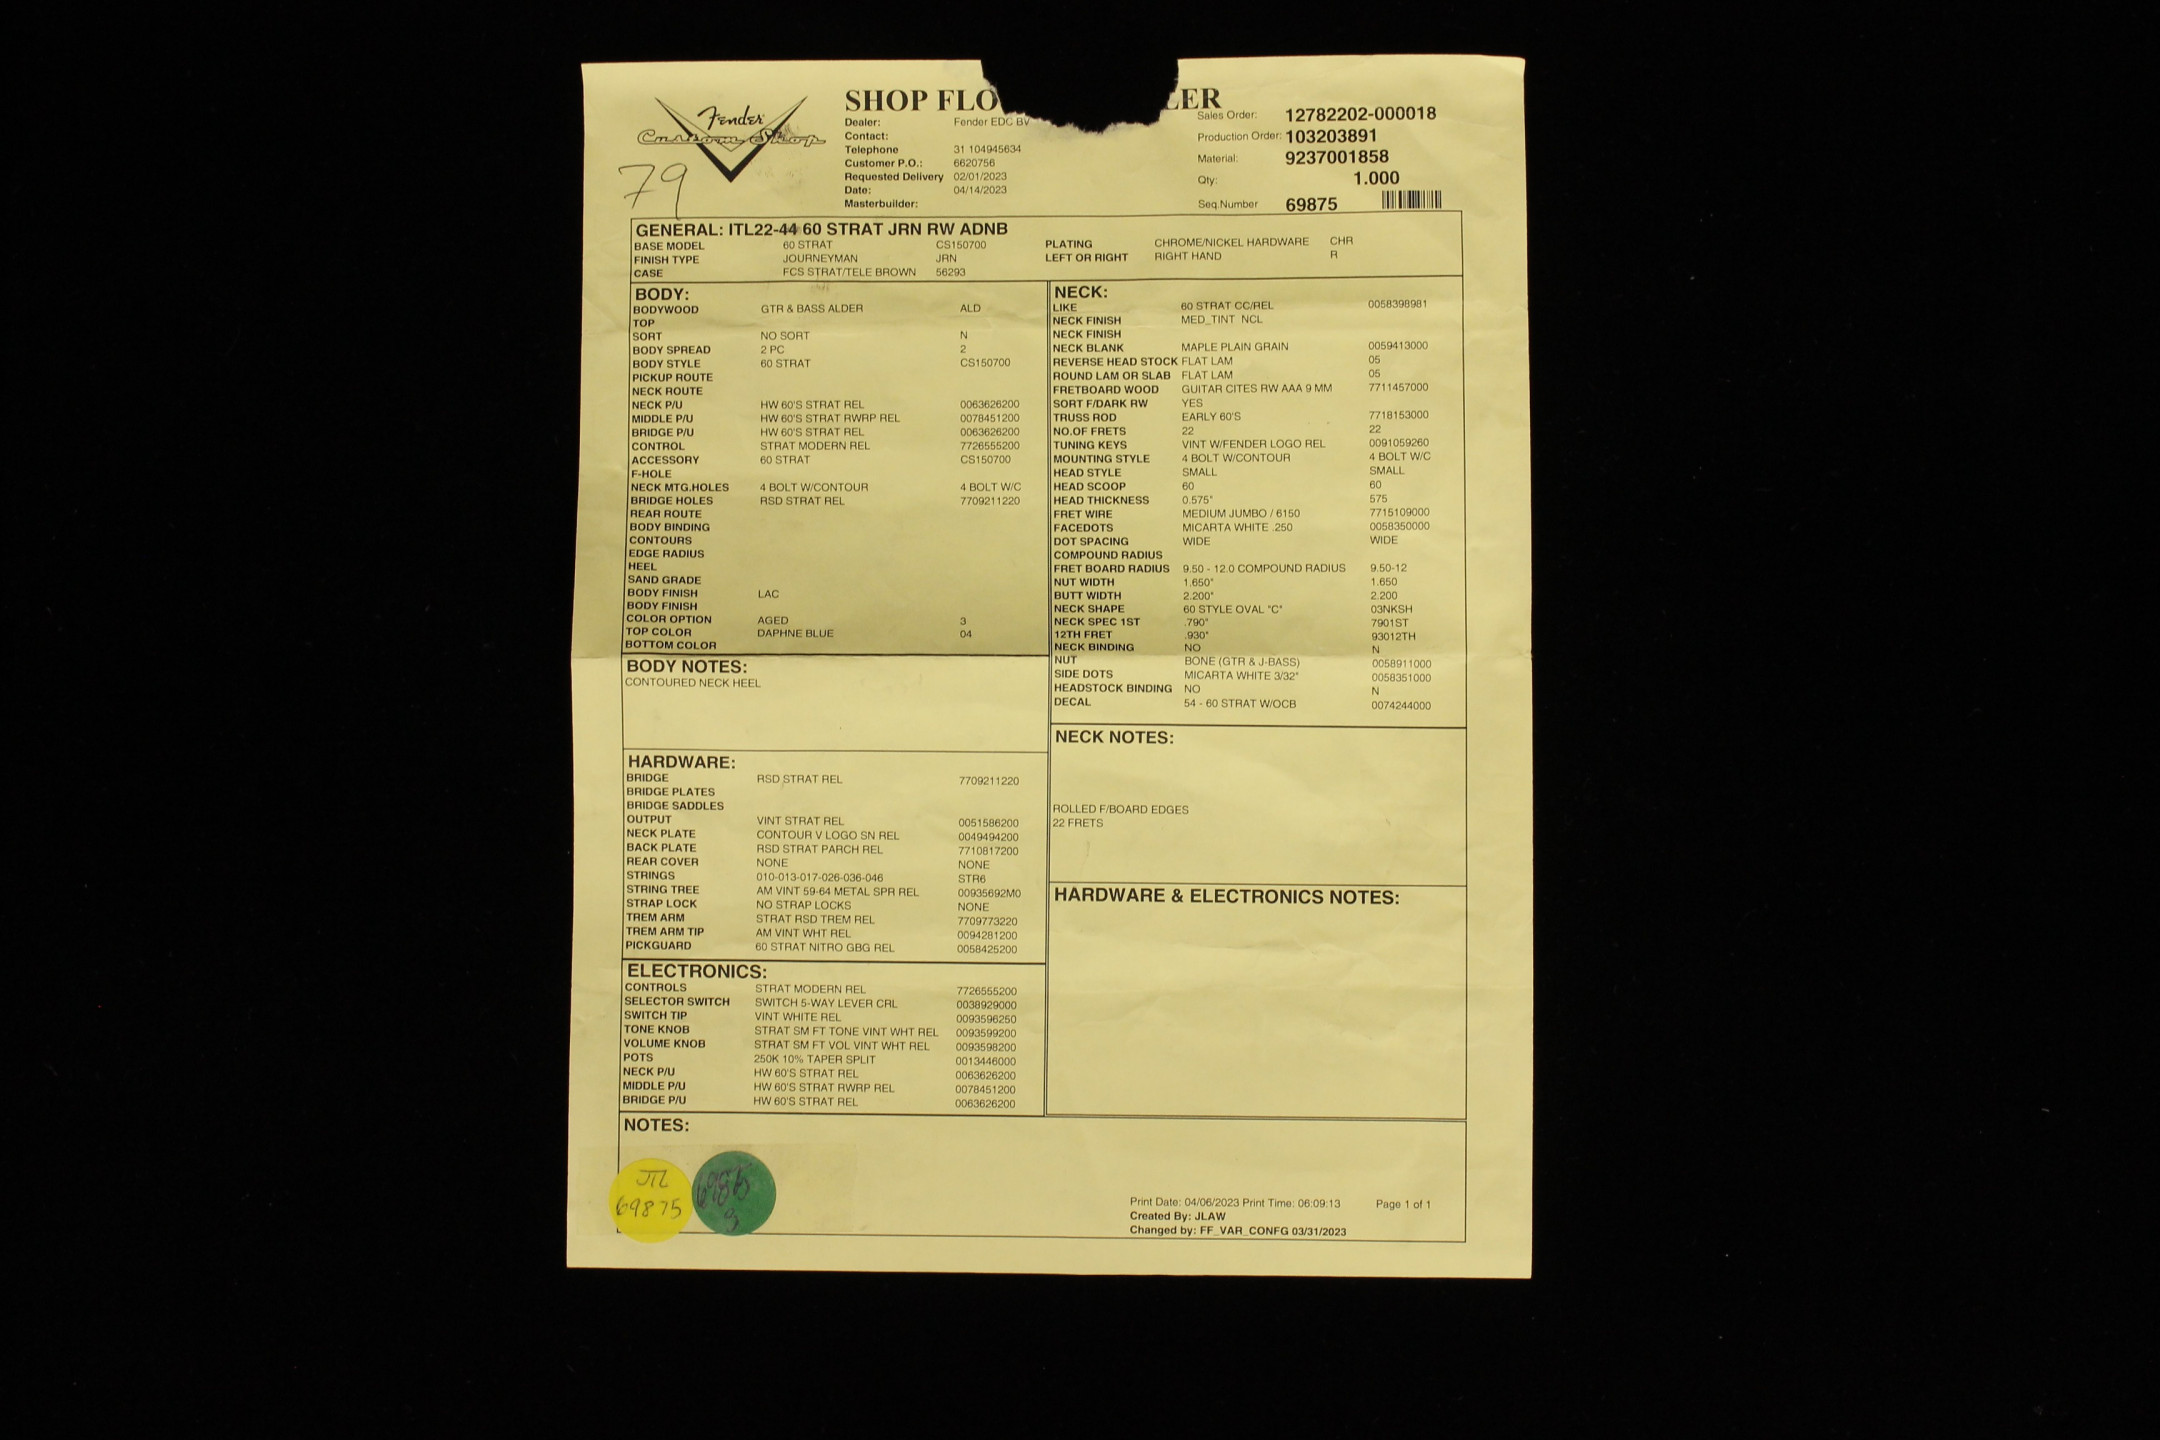 Fender
Custom Shop
79
SHOP FLO
LER
Dealer: Fender EDC BV
Contact:
Telephone 31 104945634
Customer P.O.: 6620756
Requested Delivery 02/01/2023
Date: 04/14/2023
Masterbuilder:
Sales Order: 12782202-000018
Production Order: 103203891
Material: 9237001858
Qty: 1.000
Seq.Number 69875
GENERAL: ITL22-44 60 STRAT JRN RW ADNB
BASE MODEL 60 STRAT CS150700 PLATING CHROME/NICKEL HARDWARE CHR
FINISH TYPE JOURNEYMAN JRN LEFT OR RIGHT RIGHT HAND R
CASE FCS STRAT/TELE BROWN 56293
BODY:
BODYWOOD GTR & BASS ALDER ALD
TOP
SORT NO SORT N
BODY SPREAD 2 PC 2
BODY STYLE 60 STRAT CS150700
PICKUP ROUTE
NECK ROUTE
NECK P/U HW 60'S STRAT REL 0063626200
MIDDLE P/U HW 60'S STRAT RWRP REL 0078451200
BRIDGE P/U HW 60'S STRAT REL 0063626200
CONTROL STRAT MODERN REL 7726555200
ACCESSORY 60 STRAT CS150700
F-HOLE
NECK MTG.HOLES 4 BOLT W/CONTOUR 4 BOLT W/C
BRIDGE HOLES RSD STRAT REL 7709211220
REAR ROUTE
BODY BINDING
CONTOURS
EDGE RADIUS
HEEL
SAND GRADE
BODY FINISH LAC
BODY FINISH
COLOR OPTION AGED 3
TOP COLOR DAPHNE BLUE 04
BOTTOM COLOR
BODY NOTES:
CONTOURED NECK HEEL
HARDWARE:
BRIDGE RSD STRAT REL 7709211220
BRIDGE PLATES
BRIDGE SADDLES
OUTPUT VINT STRAT REL 0051586200
NECK PLATE CONTOUR V LOGO SN REL 0049494200
BACK PLATE RSD STRAT PARCH REL 7710817200
REAR COVER NONE NONE
STRINGS 010-013-017-026-036-046 STR6
STRING TREE AM VINT 59-64 METAL SPR REL 00935692M0
STRAP LOCK NO STRAP LOCKS NONE
TREM ARM STRAT RSD TREM REL 7709773220
TREM ARM TIP AM VINT WHT REL 0094281200
PICKGUARD 60 STRAT NITRO GBG REL 0058425200
ELECTRONICS:
CONTROLS STRAT MODERN REL 7726555200
SELECTOR SWITCH SWITCH 5-WAY LEVER CRL 0038929000
SWITCH TIP VINT WHITE REL 0093596250
TONE KNOB STRAT SM FT TONE VINT WHT REL 0093599200
VOLUME KNOB STRAT SM FT VOL VINT WHT REL 0093598200
POTS 250K 10% TAPER SPLIT 0013446000
NECK P/U HW 60'S STRAT REL 0063626200
MIDDLE P/U HW 60'S STRAT RWRP REL 0078451200
BRIDGE P/U HW 60'S STRAT REL 0063626200
NECK:
LIKE 60 STRAT CC/REL 0058398981
NECK FINISH MED_TINT NCL
NECK FINISH
NECK BLANK MAPLE PLAIN GRAIN 0059413000
REVERSE HEAD STOCK FLAT LAM 05
ROUND LAM OR SLAB FLAT LAM 05
FRETBOARD WOOD GUITAR CITES RW AAA 9 MM 7711457000
SORT F/DARK RW YES
TRUSS ROD EARLY 60'S 7718153000
NO.OF FRETS 22 22
TUNING KEYS VINT W/FENDER LOGO REL 0091059260
MOUNTING STYLE 4 BOLT W/CONTOUR 4 BOLT W/C
HEAD STYLE SMALL SMALL
HEAD SCOOP 60 60
HEAD THICKNESS 0.575" 575
FRET WIRE MEDIUM JUMBO / 6150 7715109000
FACEDOTS MICARTA WHITE .250 0058350000
DOT SPACING WIDE WIDE
COMPOUND RADIUS
FRET BOARD RADIUS 9.50 - 12.0 COMPOUND RADIUS 9.50-12
NUT WIDTH 1.650" 1.650
BUTT WIDTH 2.200" 2.200
NECK SHAPE 60 STYLE OVAL "C" 03NKSH
NECK SPEC 1ST .790" 7901ST
12TH FRET .930" 93012TH
NECK BINDING NO N
NUT BONE (GTR & J-BASS) 0058911000
SIDE DOTS MICARTA WHITE 3/32" 0058351000
HEADSTOCK BINDING NO N
DECAL 54 - 60 STRAT W/OCB 0074244000
NECK NOTES:
ROLLED F/BOARD EDGES
22 FRETS
HARDWARE & ELECTRONICS NOTES:
NOTES:
69875
Print Date: 04/06/2023 Print Time: 06:09:13 Page 1 of 1
Created By: JLAW
Changed by: FF_VAR_CONFG 03/31/2023